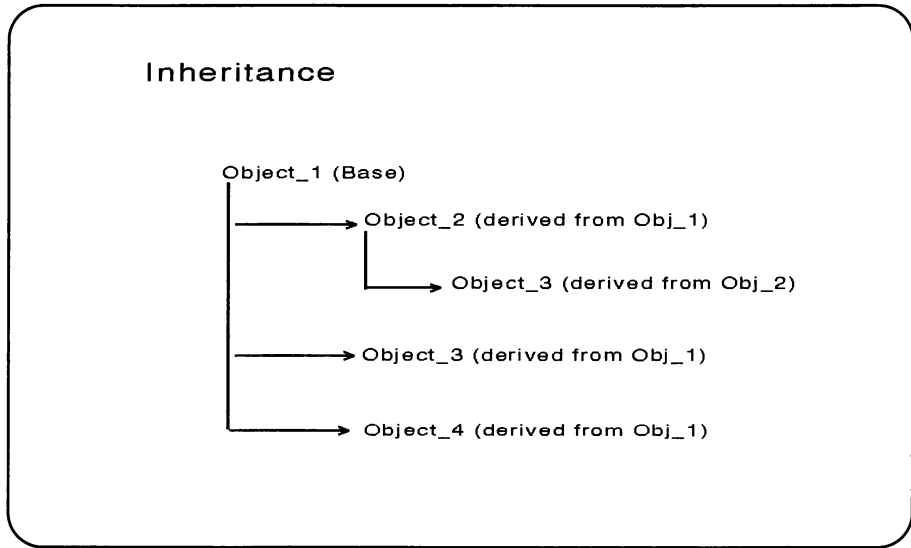 Inheritance
Object_1 (Base)
Object_2 (derived from Obj_1)
Object_3 (derived from Obj_2)
Object_3 (derived from Obj_1)
Object_4 (derived from Obj_1)